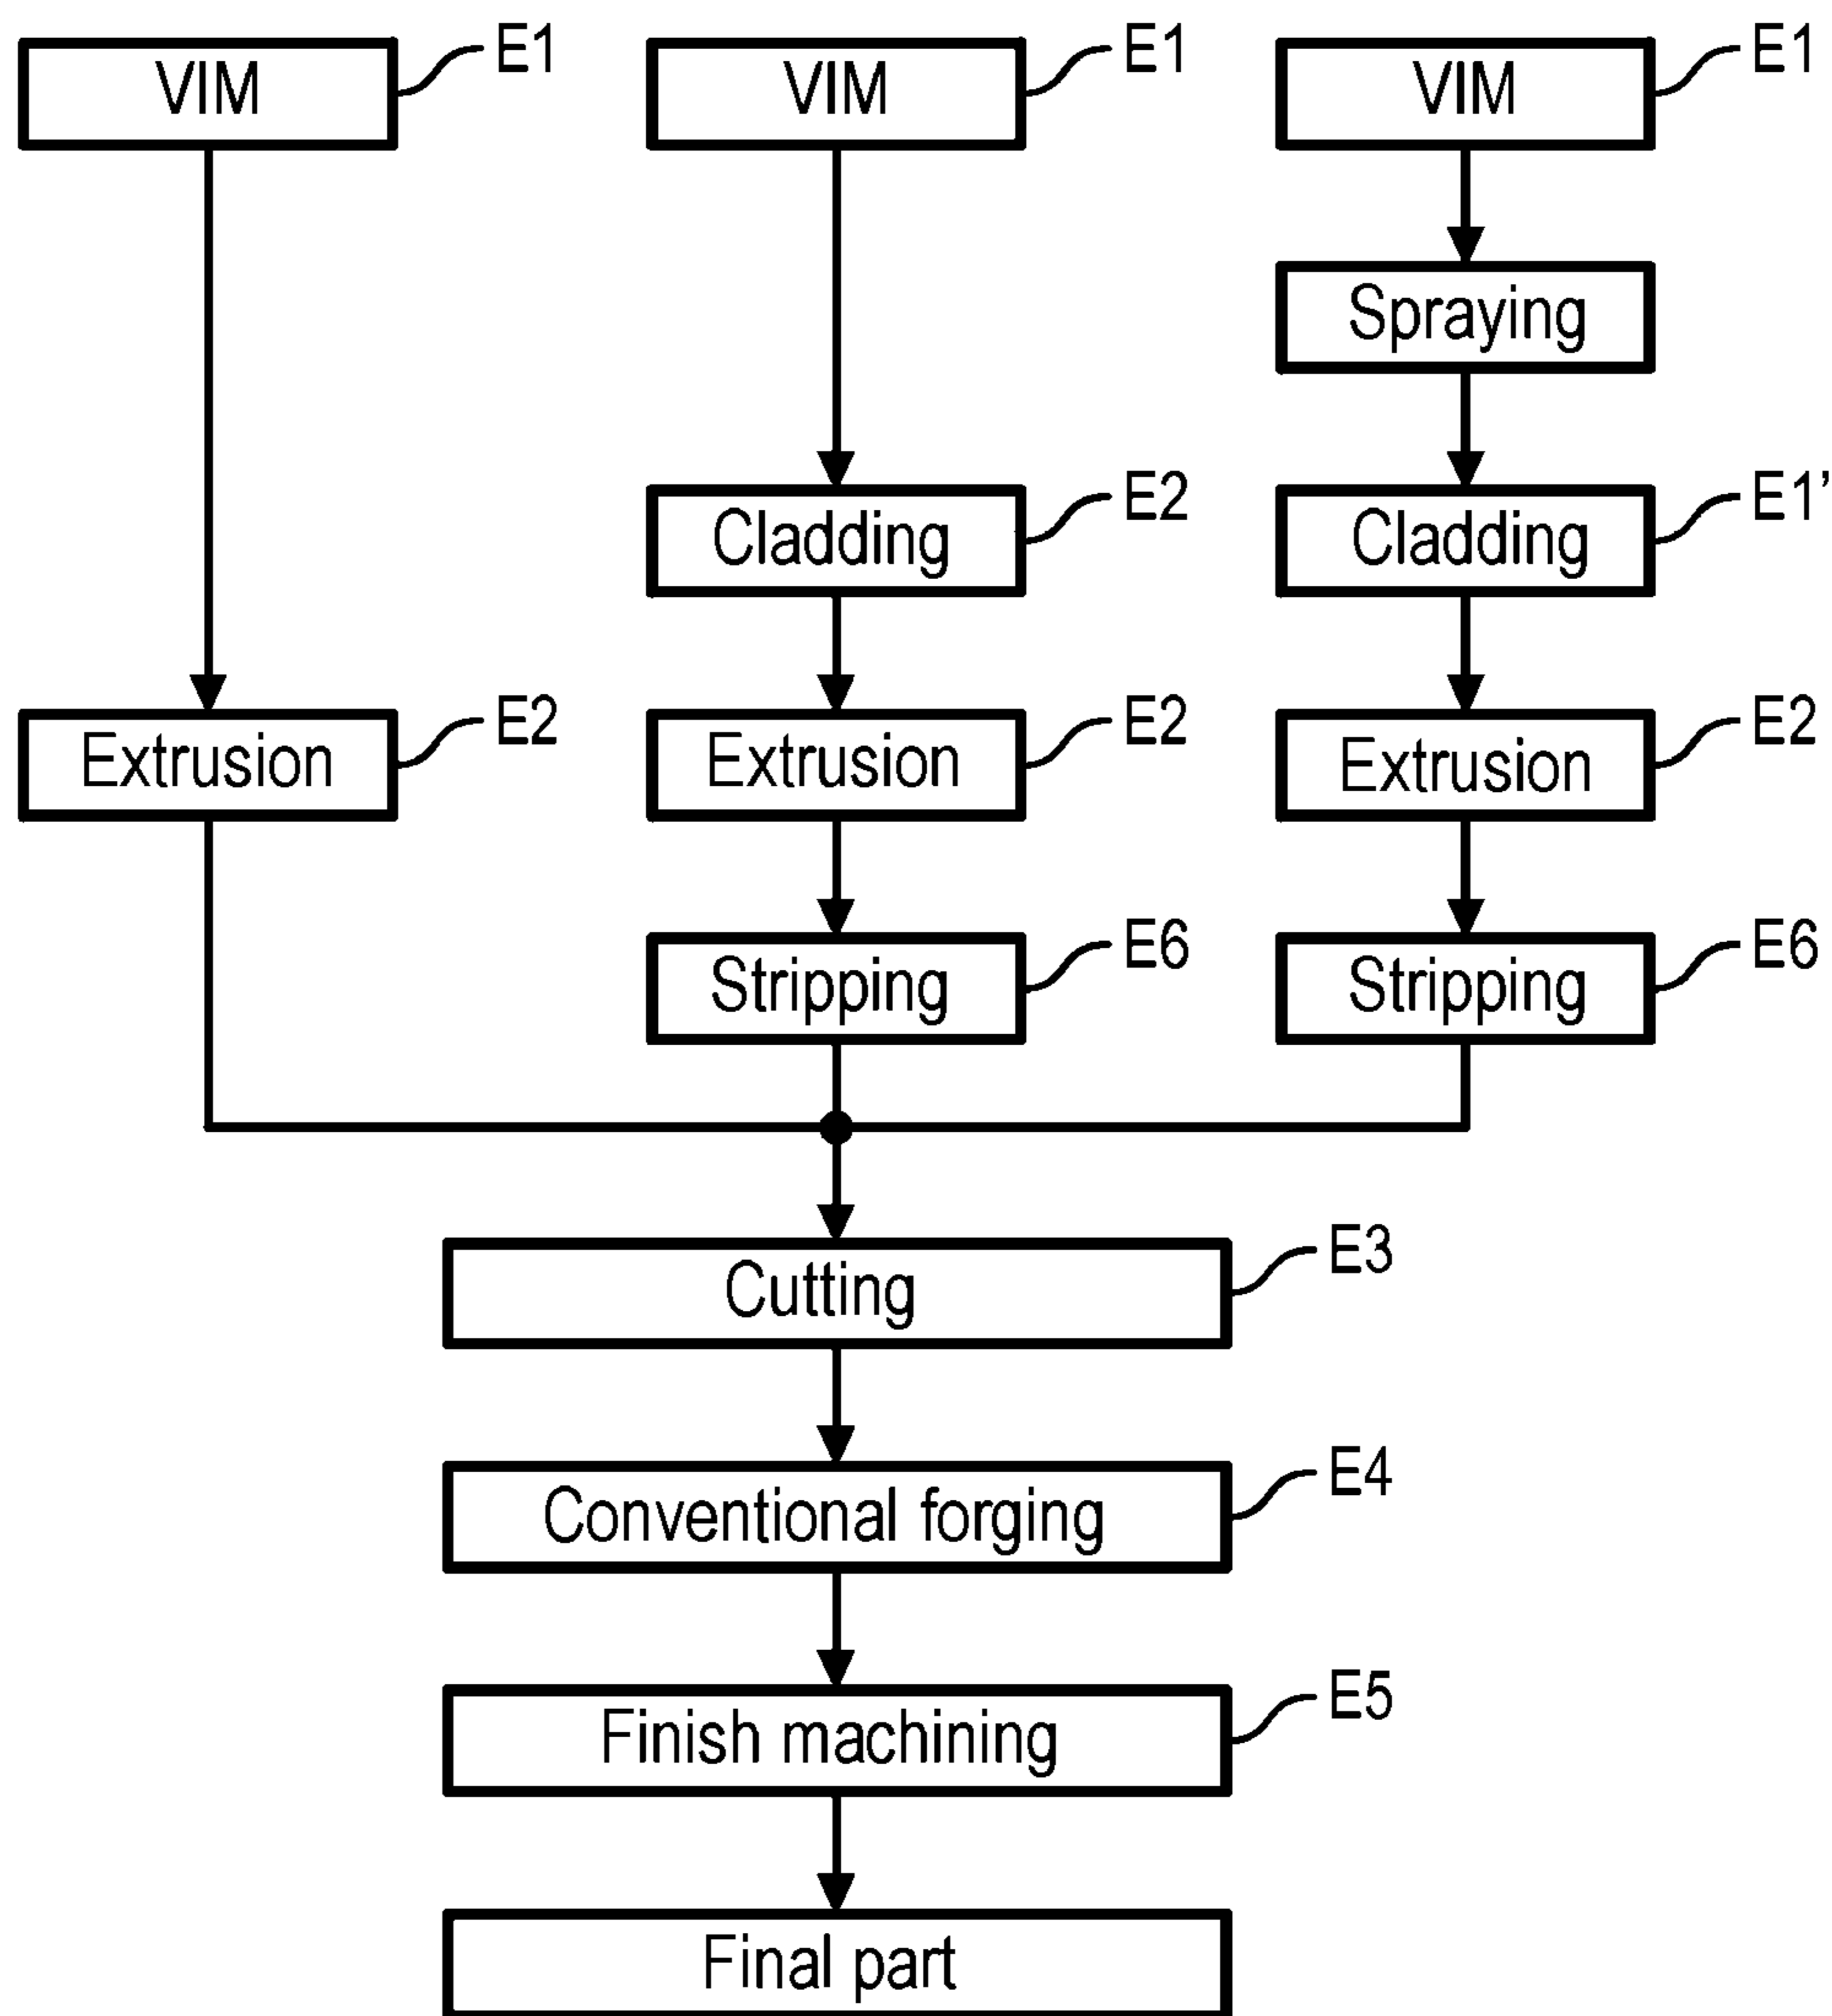 VIM E1 VIM E1 VIM E1
Spraying
Cladding E2 Cladding E1’
Extrusion E2 Extrusion E2 Extrusion E2
Stripping E6 Stripping E6
Cutting E3
Conventional forging E4
Finish machining E5
Final part